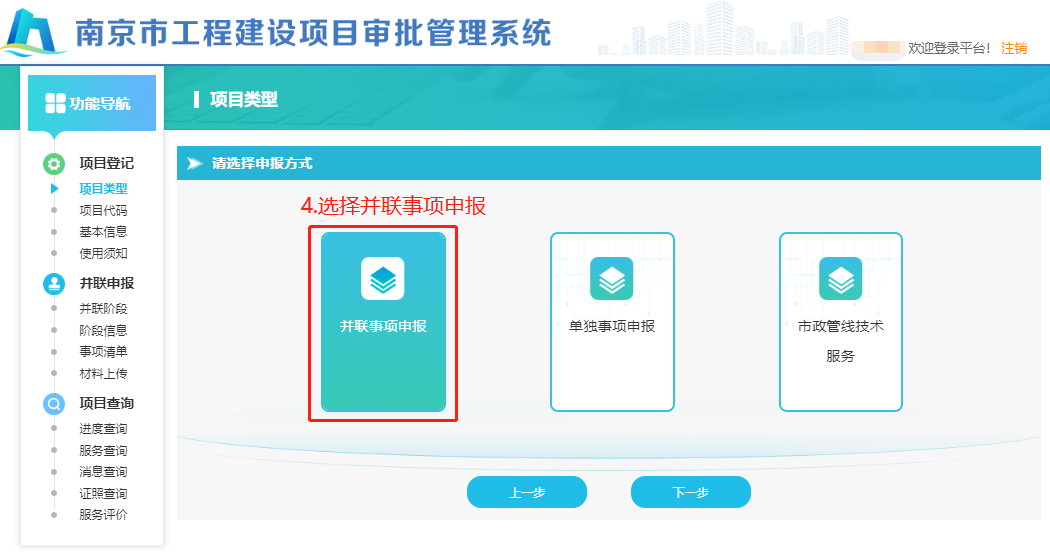 南京市工程建设项目审批管理系统
欢迎登录平台! 注销
功能导航
项目类型
项目登记
项目类型
项目代码
基本信息
使用须知
并联申报
并联阶段
阶段信息
事项清单
材料上传
项目查询
进度查询
服务查询
消息查询
证照查询
服务评价
请选择申报方式
4.选择并联事项申报
并联事项申报
单独事项申报
市政管线技术
服务
上一步
下一步